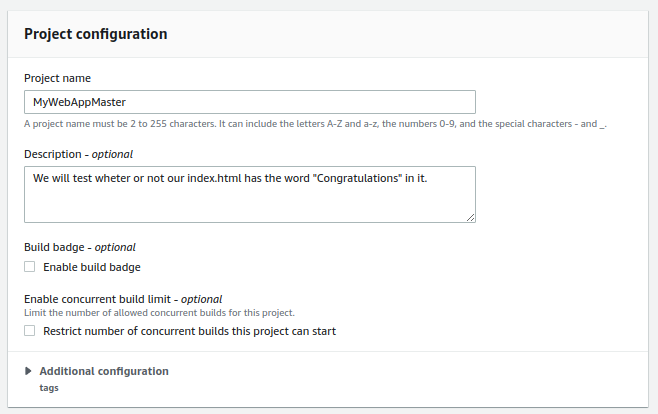 Project configuration
Project name
MyWebAppMaster
A project name must be 2 to 255 characters. It can include the letters A-Z and a-z, the numbers 0-9, and the special characters - and _.
Description - optional
We will test wheter or not our index.html has the word "Congratulations" in it.
Build badge - optional
Enable build badge
Enable concurrent build limit - optional
Limit the number of allowed concurrent builds for this project.
Restrict number of concurrent builds this project can start
Additional configuration
tags